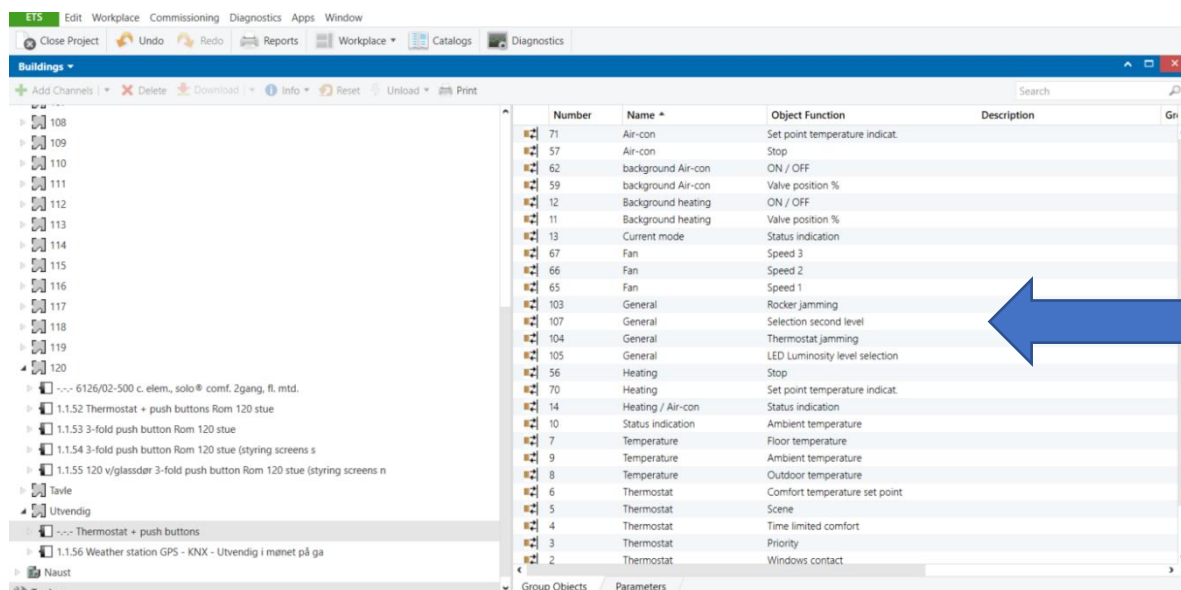 ETS Edit Workplace Commissioning Diagnostics Apps Window
Close Project Undo Redo Reports Workplace Catalogs Diagnostics
Buildings
Add Channels Delete Download Info Reset Unload Print Search
108
109
110
111
112
113
114
115
116
117
118
119
120
-.-.- 6126/02-500 c. elem., solo® comf. 2gang, fl. mtd.
1.1.52 Thermostat + push buttons Rom 120 stue
1.1.53 3-fold push button Rom 120 stue
1.1.54 3-fold push button Rom 120 stue (styring screens s
1.1.55 120 v/glassdør 3-fold push button Rom 120 stue (styring screens n
Tavle
Utvendig
-.-.- Thermostat + push buttons
1.1.56 Weather station GPS - KNX - Utvendig i mønet på ga
Naust
Number Name Object Function Description Gr
71 Air-con Set point temperature indicat.
57 Air-con Stop
62 background Air-con ON / OFF
59 background Air-con Valve position %
12 Background heating ON / OFF
11 Background heating Valve position %
13 Current mode Status indication
67 Fan Speed 3
66 Fan Speed 2
65 Fan Speed 1
103 General Rocker jamming
107 General Selection second level
104 General Thermostat jamming
105 General LED Luminosity level selection
56 Heating Stop
70 Heating Set point temperature indicat.
14 Heating / Air-con Status indication
10 Status indication Ambient temperature
7 Temperature Floor temperature
9 Temperature Ambient temperature
8 Temperature Outdoor temperature
6 Thermostat Comfort temperature set point
5 Thermostat Scene
4 Thermostat Time limited comfort
3 Thermostat Priority
2 Thermostat Windows contact
Group Objects Parameters